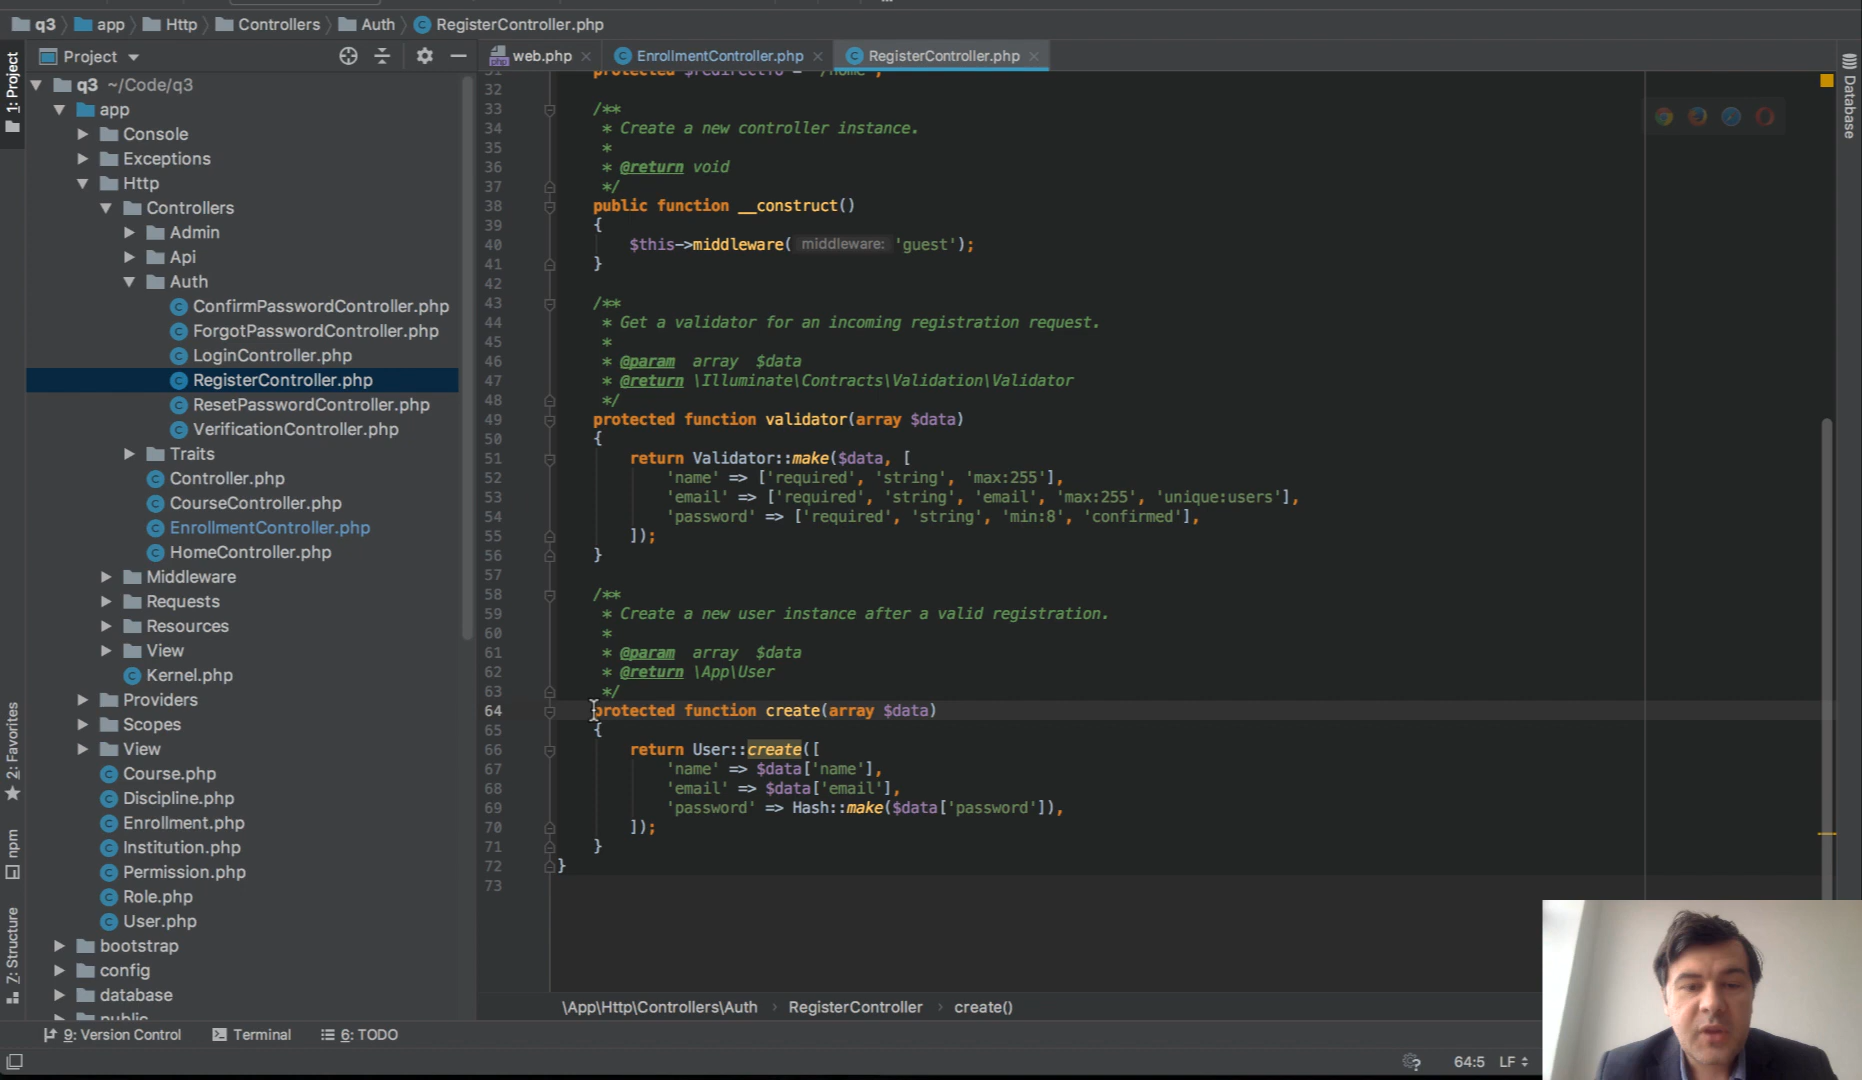 q3 app Http Controllers Auth RegisterController.php
1: Project
Project
web.php
EnrollmentController.php
RegisterController.php
Database
q3 ~/Code/q3
app
Console
Exceptions
Http
Controllers
Admin
Api
Auth
ConfirmPasswordController.php
ForgotPasswordController.php
LoginController.php
RegisterController.php
ResetPasswordController.php
VerificationController.php
Traits
Controller.php
CourseController.php
EnrollmentController.php
HomeController.php
Middleware
Requests
Resources
View
Kernel.php
Providers
Scopes
View
Course.php
Discipline.php
Enrollment.php
Institution.php
Permission.php
Role.php
User.php
bootstrap
config
database
public
2: Favorites
npm
Z: Structure
31 protected $redirectTo = '/home';
32
33 /**
34 * Create a new controller instance.
35 *
36 * @return void
37 */
38 public function __construct()
39 {
40 $this->middleware( middleware: 'guest');
41 }
42
43 /**
44 * Get a validator for an incoming registration request.
45 *
46 * @param array $data
47 * @return \Illuminate\Contracts\Validation\Validator
48 */
49 protected function validator(array $data)
50 {
51 return Validator::make($data, [
52 'name' => ['required', 'string', 'max:255'],
53 'email' => ['required', 'string', 'email', 'max:255', 'unique:users'],
54 'password' => ['required', 'string', 'min:8', 'confirmed'],
55 ]);
56 }
57
58 /**
59 * Create a new user instance after a valid registration.
60 *
61 * @param array $data
62 * @return \App\User
63 */
64 protected function create(array $data)
65 {
66 return User::create([
67 'name' => $data['name'],
68 'email' => $data['email'],
69 'password' => Hash::make($data['password']),
70 ]);
71 }
72 }
73
\App\Http\Controllers\Auth › RegisterController › create()
9: Version Control Terminal 6: TODO
64:5 LF